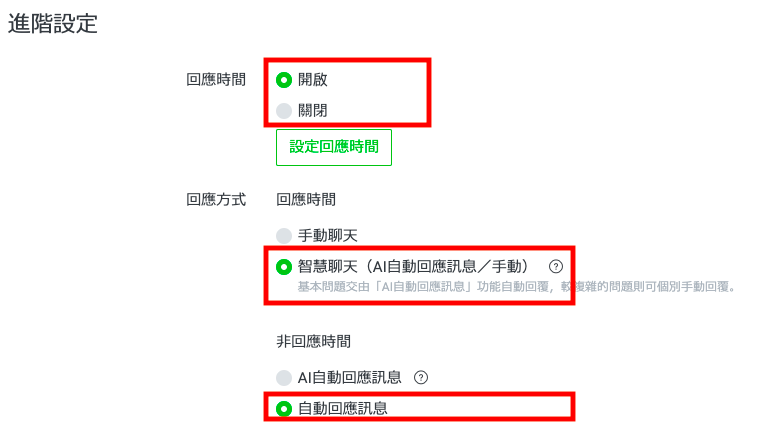 進階設定
回應時間
開啟
關閉
設定回應時間
回應方式
回應時間
手動聊天
智慧聊天（AI自動回應訊息／手動） ?
基本問題交由「AI自動回應訊息」功能自動回覆，較複雜的問題則可個別手動回覆。
非回應時間
AI自動回應訊息 ?
自動回應訊息